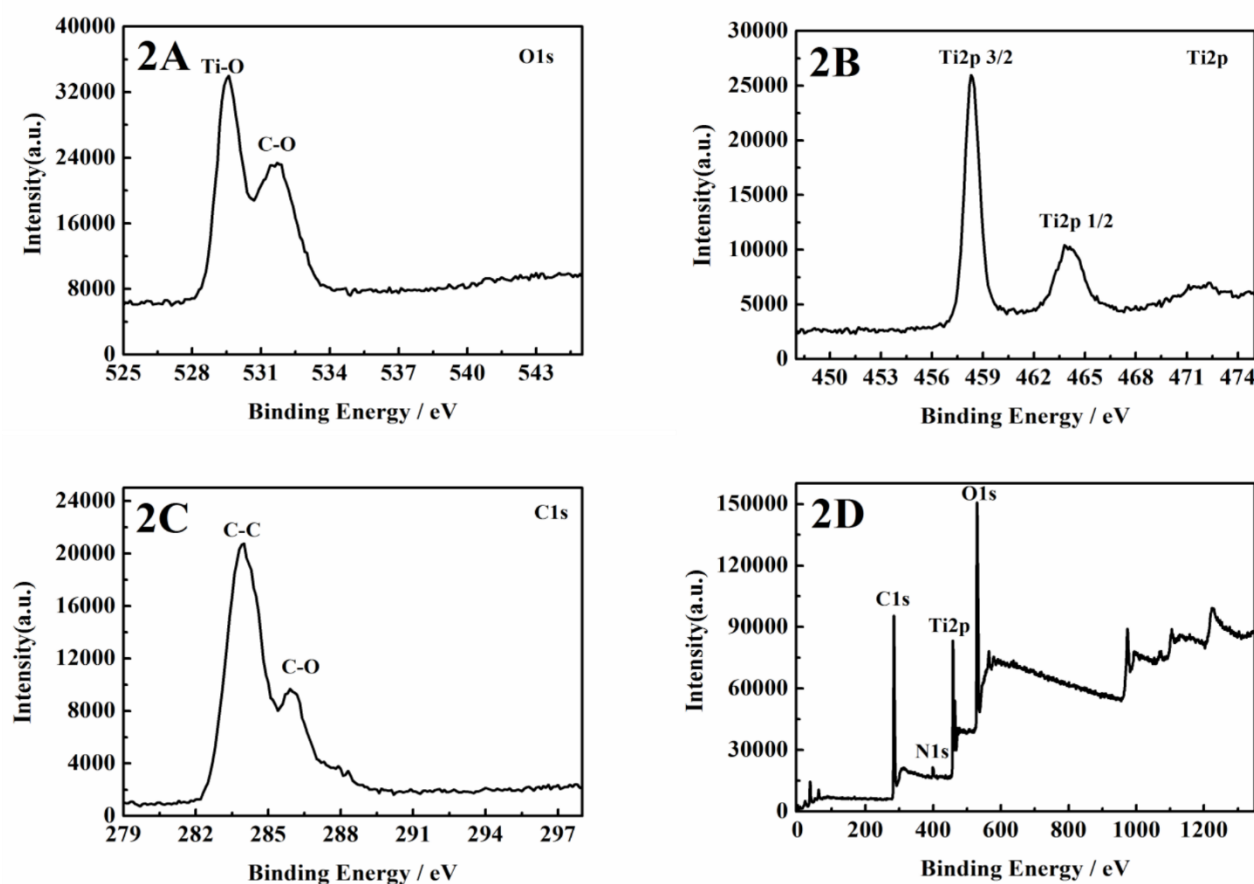 2A
O1s
Ti-O
C-O
Intensity(a.u.)
40000
32000
24000
16000
8000
0
525 528 531 534 537 540 543
Binding Energy / eV
2B
Ti2p 3/2
Ti2p
Ti2p 1/2
Intensity(a.u.)
30000
25000
20000
15000
10000
5000
0
450 453 456 459 462 465 468 471 474
Binding Energy / eV
2C
C1s
C-C
C-O
Intensity(a.u.)
24000
20000
16000
12000
8000
4000
0
279 282 285 288 291 294 297
Binding Energy / eV
2D
O1s
C1s
Ti2p
N1s
Intensity(a.u.)
150000
120000
90000
60000
30000
0
0 200 400 600 800 1000 1200
Binding Energy / eV